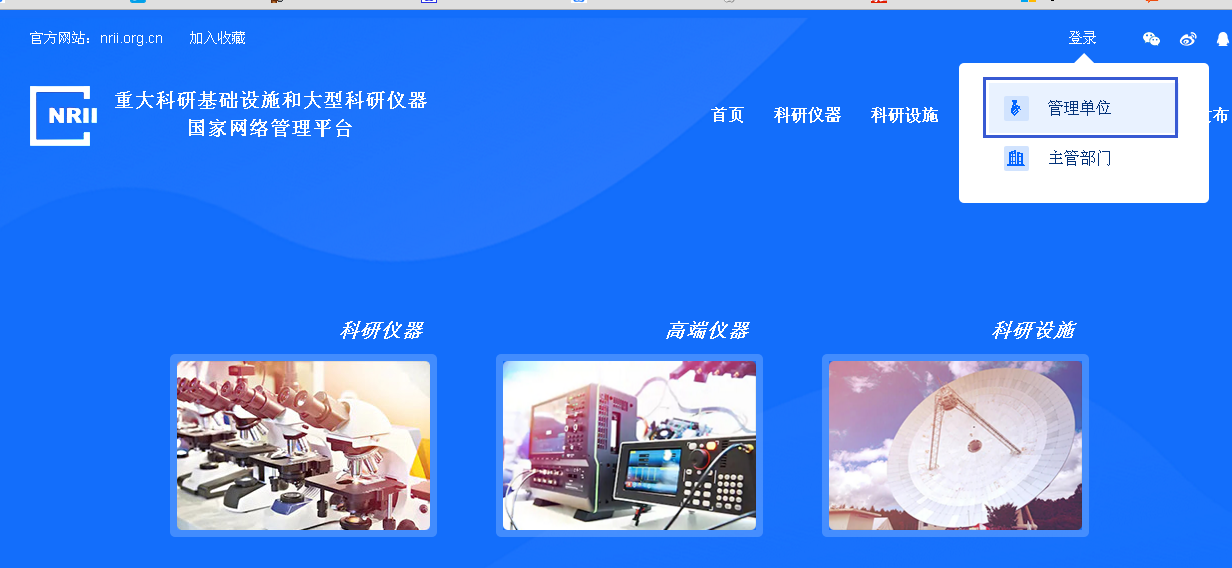 官方网站：nrii.org.cn 加入收藏 登录
NRII
重大科研基础设施和大型科研仪器
国家网络管理平台
首页 科研仪器 科研设施 布
管理单位
主管部门
科研仪器 高端仪器 科研设施